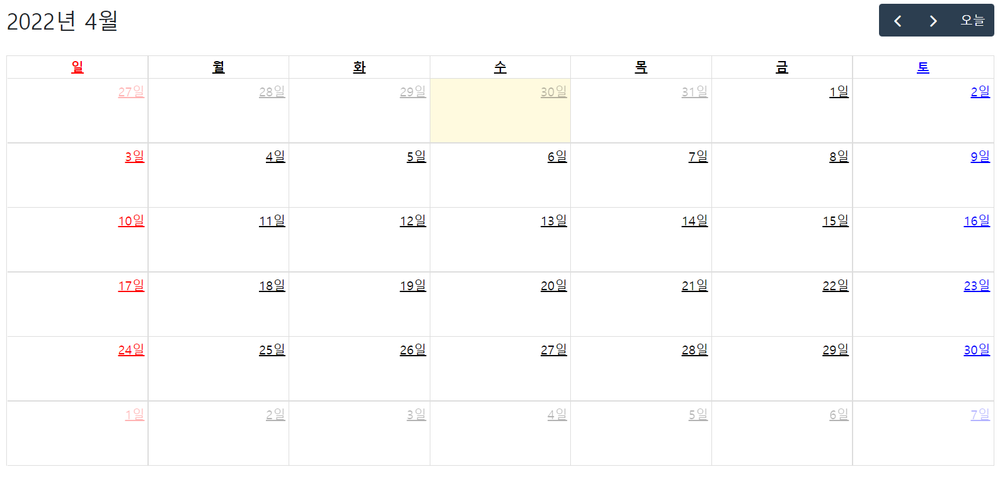 2022년 4월
오늘
일 월 화 수 목 금 토
27일 28일 29일 30일 31일 1일 2일
3일 4일 5일 6일 7일 8일 9일
10일 11일 12일 13일 14일 15일 16일
17일 18일 19일 20일 21일 22일 23일
24일 25일 26일 27일 28일 29일 30일
1일 2일 3일 4일 5일 6일 7일